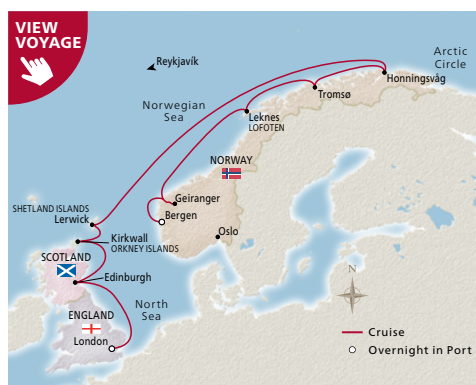 VIEW
VOYAGE
Reykjavík
Arctic
Circle
Honningsvåg
Tromsø
Norwegian
Sea
Leknes
LOFOTEN
NORWAY
SHETLAND ISLANDS
Lerwick
Geiranger
Bergen
Kirkwall
ORKNEY ISLANDS
Oslo
SCOTLAND
Edinburgh
N
North
Sea
ENGLAND
London
Cruise
Overnight in Port